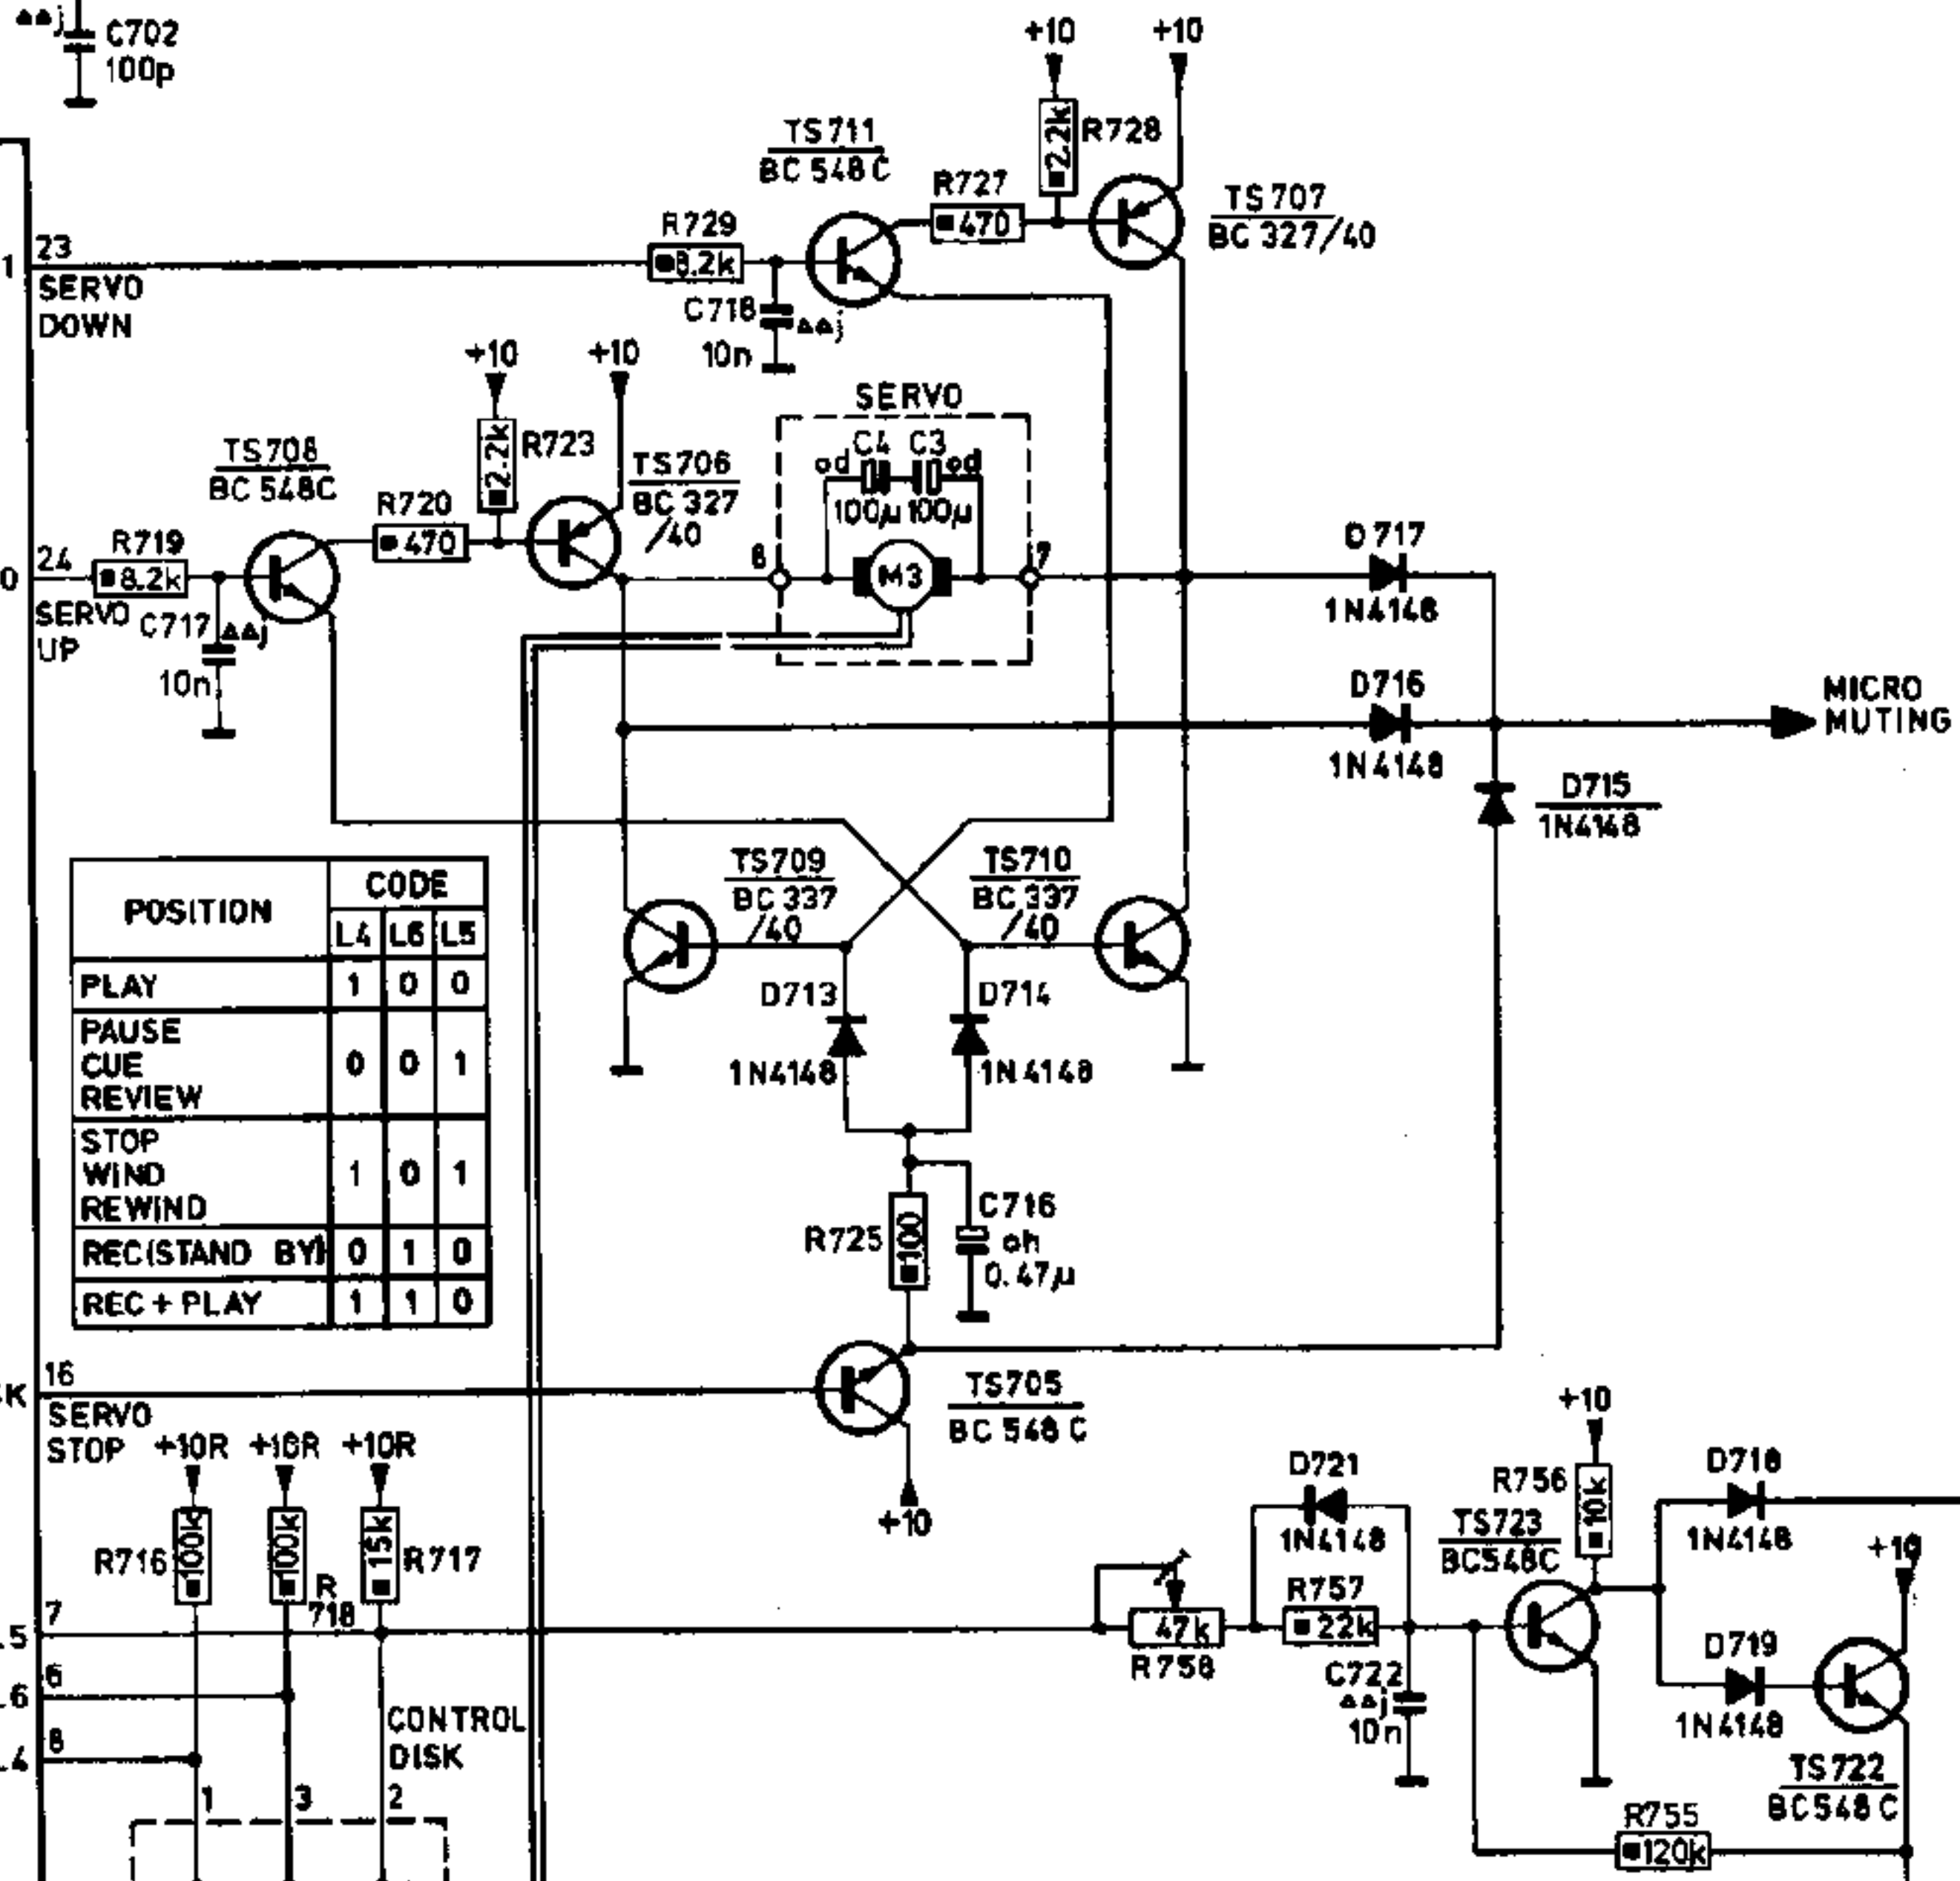 C702
100p
+10
+10
TS711
BC 548 C
2.2k
R728
R727
470
TS707
BC 327/40
R729
8.2k
C718
10n
1
23
SERVO
DOWN
+10
+10
SERVO
C4
C3
100µ
100µ
TS708
BC 548C
2.2k
R723
TS706
BC 327
/40
R720
470
R719
8.2k
0
24
SERVO
UP
C717
10n
M3
7
D717
1N4148
D716
1N4148
MICRO
MUTING
D715
1N4148
POSITION
CODE
L4
L6
L5
PLAY
1
0
0
PAUSE
CUE
REVIEW
0
0
1
STOP
WIND
REWIND
1
0
1
REC(STAND BY)
0
1
0
REC + PLAY
1
1
0
TS709
BC 337
/40
TS710
BC 337
/40
D713
1N4148
D714
1N4148
R725
100
C716
oh
0.47µ
K
16
SERVO
STOP
TS705
BC 548 C
+10
+10R
+10R
+10R
R716
100k
100k
R
718
15k
R717
7
.5
6
L6
8
L4
CONTROL
DISK
1
3
2
D721
1N4148
47k
R758
R757
22k
C722
10n
TS723
BC548C
+10
R756
10k
D718
1N4148
+10
D719
1N4148
TS722
BC548 C
R755
120k